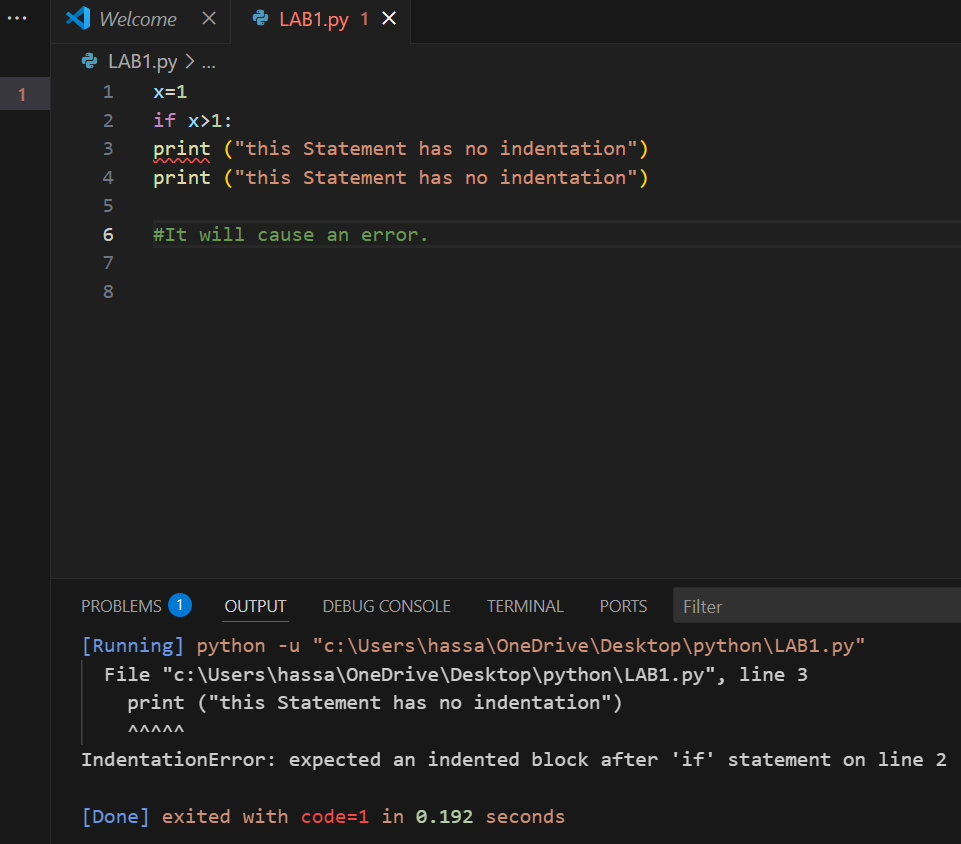 ... Welcome LAB1.py 1
LAB1.py > ...
1
1 x=1
2 if x>1:
3 print ("this Statement has no indentation")
4 print ("this Statement has no indentation")
5
6 #It will cause an error.
7
8
PROBLEMS 1 OUTPUT DEBUG CONSOLE TERMINAL PORTS Filter
[Running] python -u "c:\Users\hassa\OneDrive\Desktop\python\LAB1.py"
File "c:\Users\hassa\OneDrive\Desktop\python\LAB1.py", line 3
print ("this Statement has no indentation")
^^^^^
IndentationError: expected an indented block after 'if' statement on line 2
[Done] exited with code=1 in 0.192 seconds